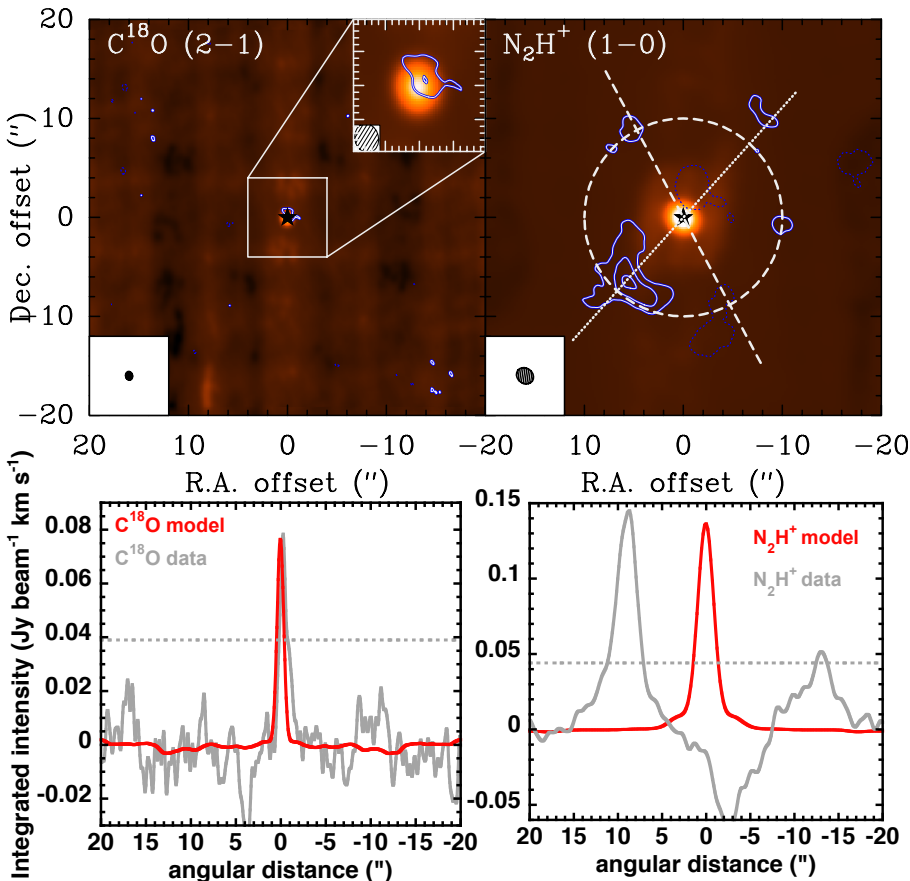 C¹⁸O (2–1)
N₂H⁺ (1–0)
Dec. offset (″)
20
10
0
-10
-20
20 10 0 -10 -20
20 10 0 -10 -20
R.A. offset (″)
R.A. offset (″)
Integrated intensity (Jy beam⁻¹ km s⁻¹)
C¹⁸O model
C¹⁸O data
0.08
0.06
0.04
0.02
0
-0.02
20 15 10 5 0 -5 -10 -15 -20
angular distance (")
N₂H⁺ model
N₂H⁺ data
0.15
0.1
0.05
0
-0.05
20 15 10 5 0 -5 -10 -15 -20
angular distance (")